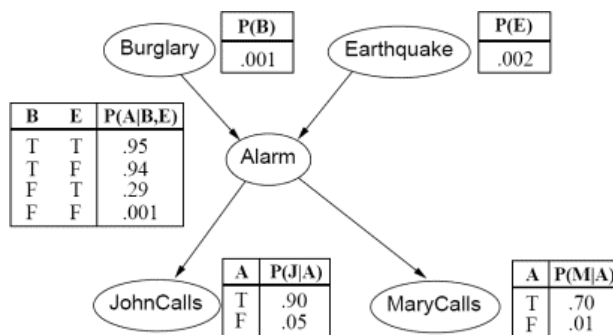 Burglary
P(B)
.001
Earthquake
P(E)
.002
B E P(A|B,E)
T T .95
T F .94
F T .29
F F .001
Alarm
JohnCalls
A P(J|A)
T .90
F .05
MaryCalls
A P(M|A)
T .70
F .01